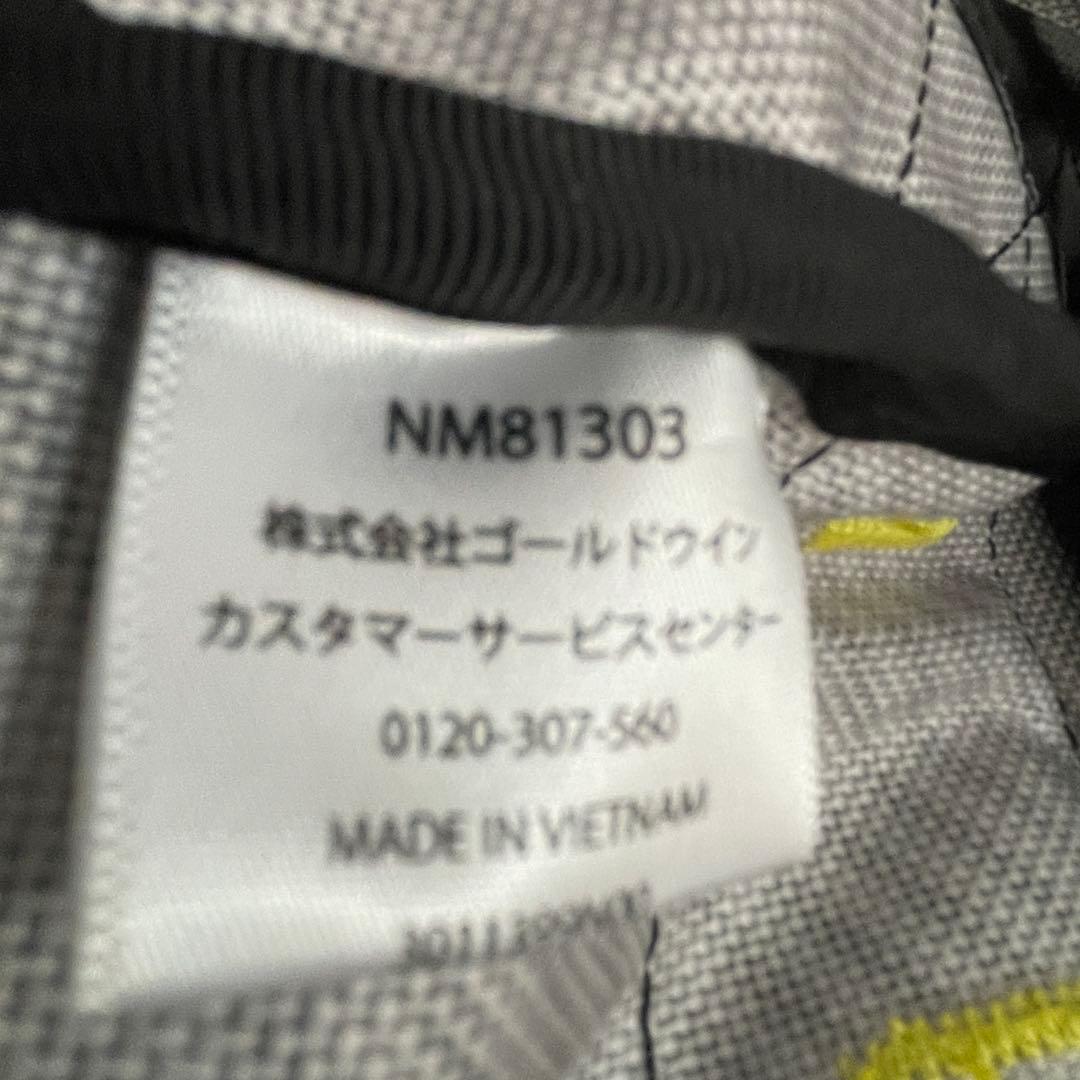 NM81303
株式会社ゴールドウイン
カスタマーサービスセンター
0120-307-560
MADE IN VIETNAM